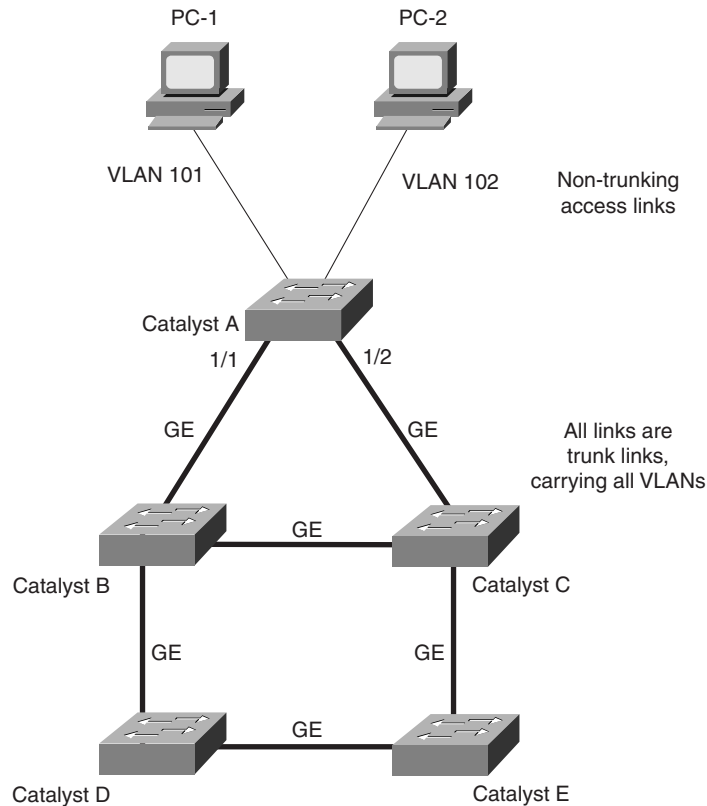 PC-1
PC-2
VLAN 101
VLAN 102
Non-trunking
access links
Catalyst A
1/1
1/2
GE
GE
All links are
trunk links,
carrying all VLANs
GE
Catalyst B
Catalyst C
GE
GE
GE
Catalyst D
Catalyst E